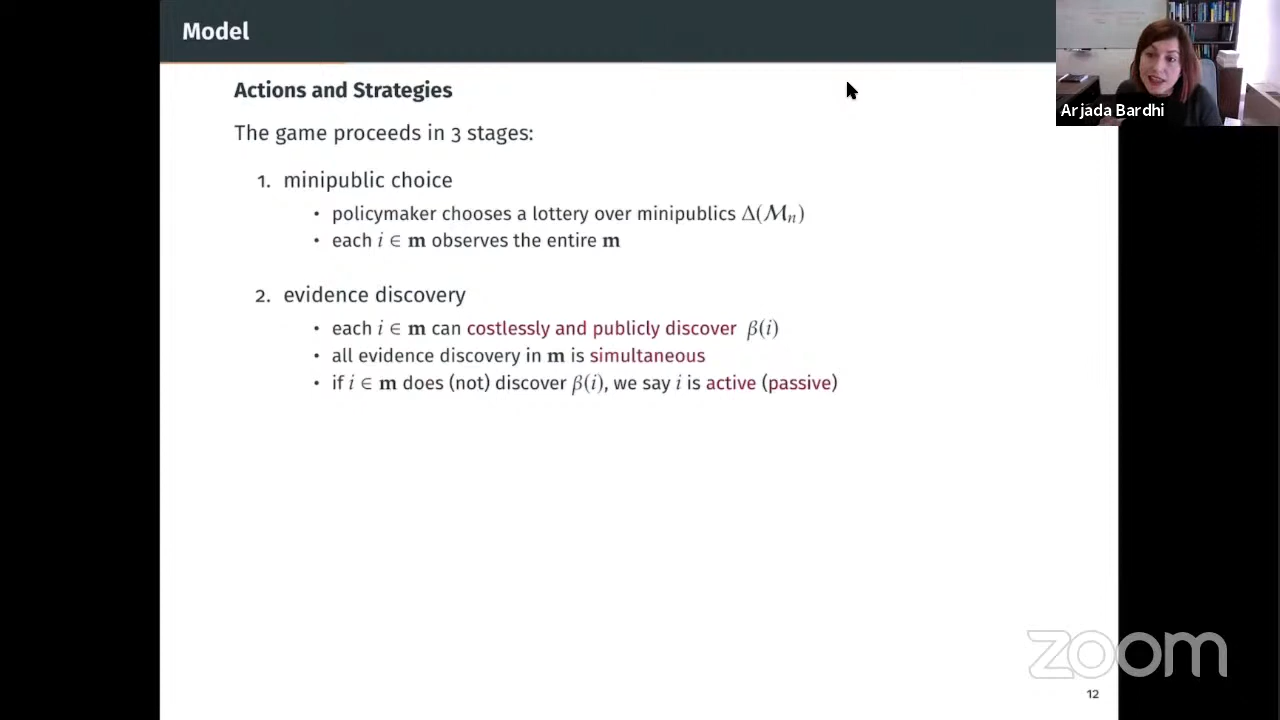 Model
Arjada Bardhi
Actions and Strategies
The game proceeds in 3 stages:
1. minipublic choice
• policymaker chooses a lottery over minipublics Δ(ℳₙ)
• each i ∈ m observes the entire m
2. evidence discovery
• each i ∈ m can costlessly and publicly discover β(i)
• all evidence discovery in m is simultaneous
• if i ∈ m does (not) discover β(i), we say i is active (passive)
zoom
12